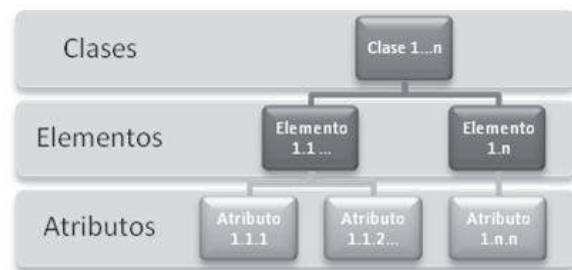 Clases
Clase 1...n
Elementos
Elemento
1.1 ...
Elemento
1.n
Atributos
Atributo
1.1.1
Atributo
1.1.2...
Atributo
1.n.n